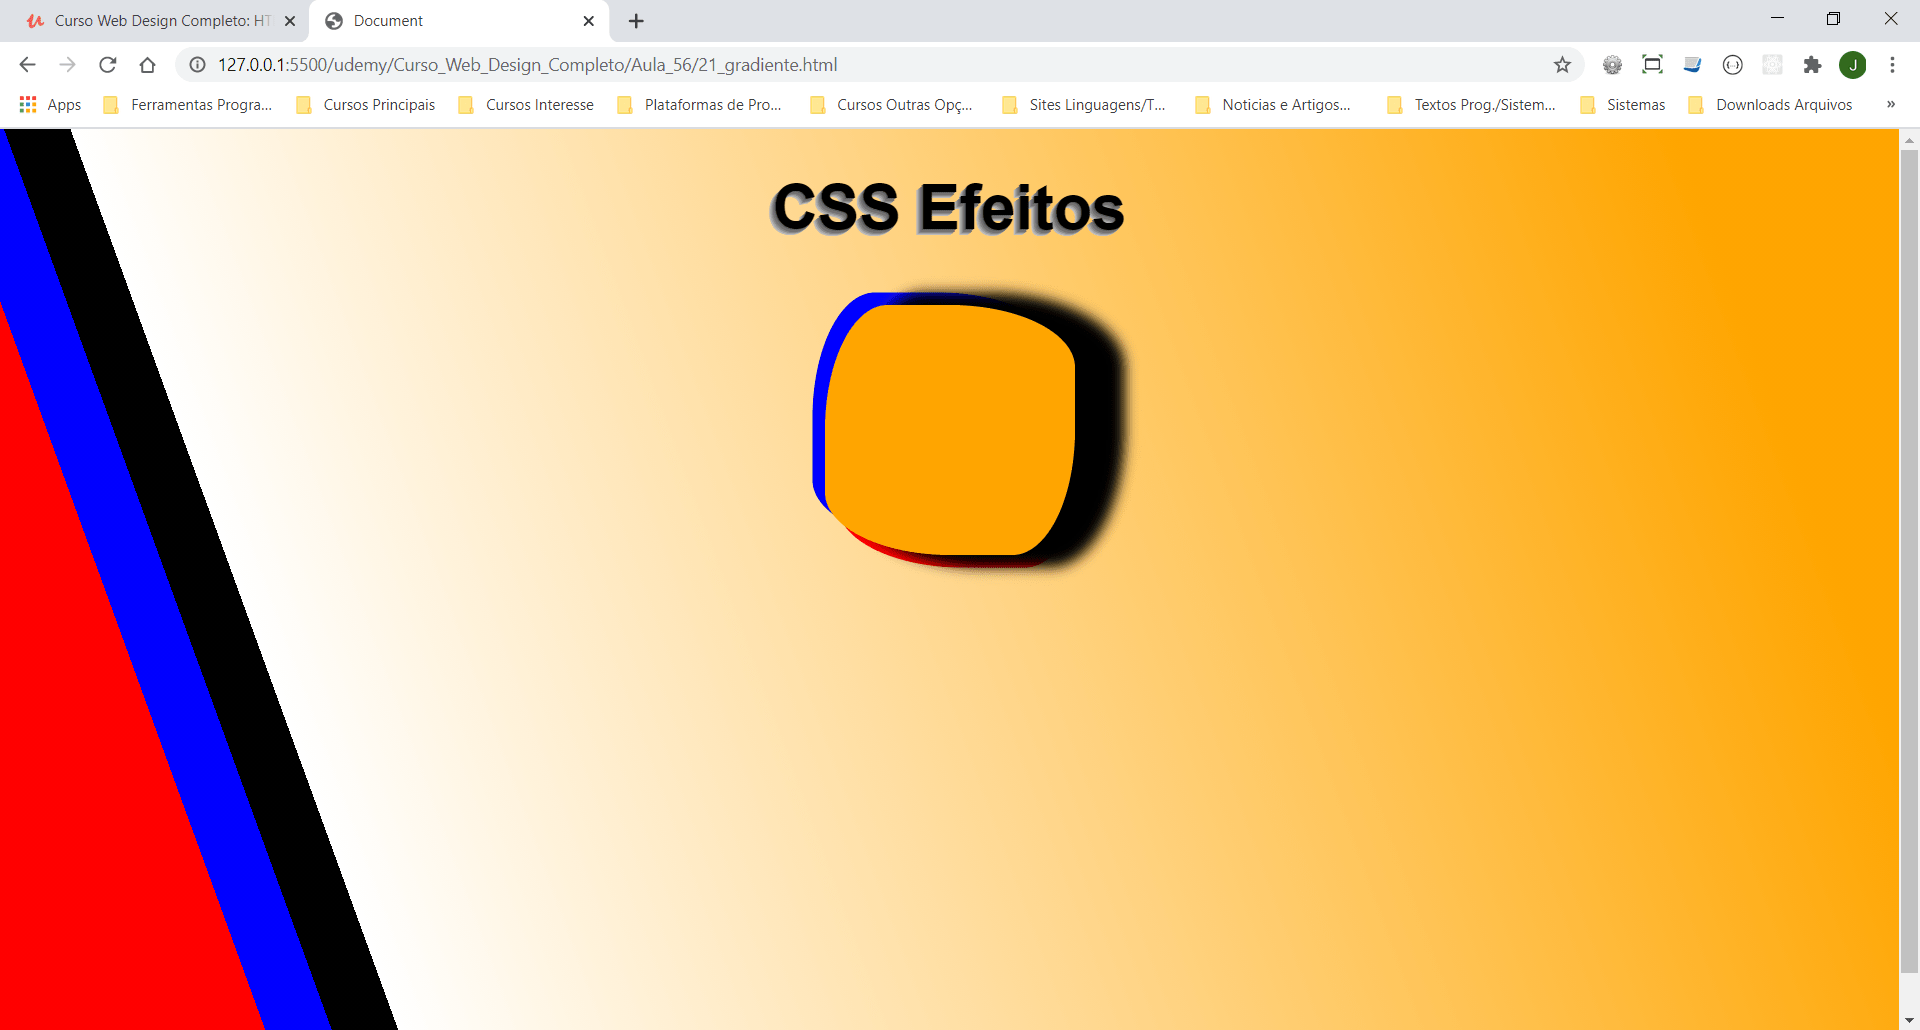 Curso Web Design Completo: HT
Document
127.0.0.1:5500/udemy/Curso_Web_Design_Completo/Aula_56/21_gradiente.html
J
Apps Ferramentas Progra... Cursos Principais Cursos Interesse Plataformas de Pro... Cursos Outras Opç... Sites Linguagens/T... Noticias e Artigos... Textos Prog./Sistem... Sistemas Downloads Arquivos »
CSS Efeitos